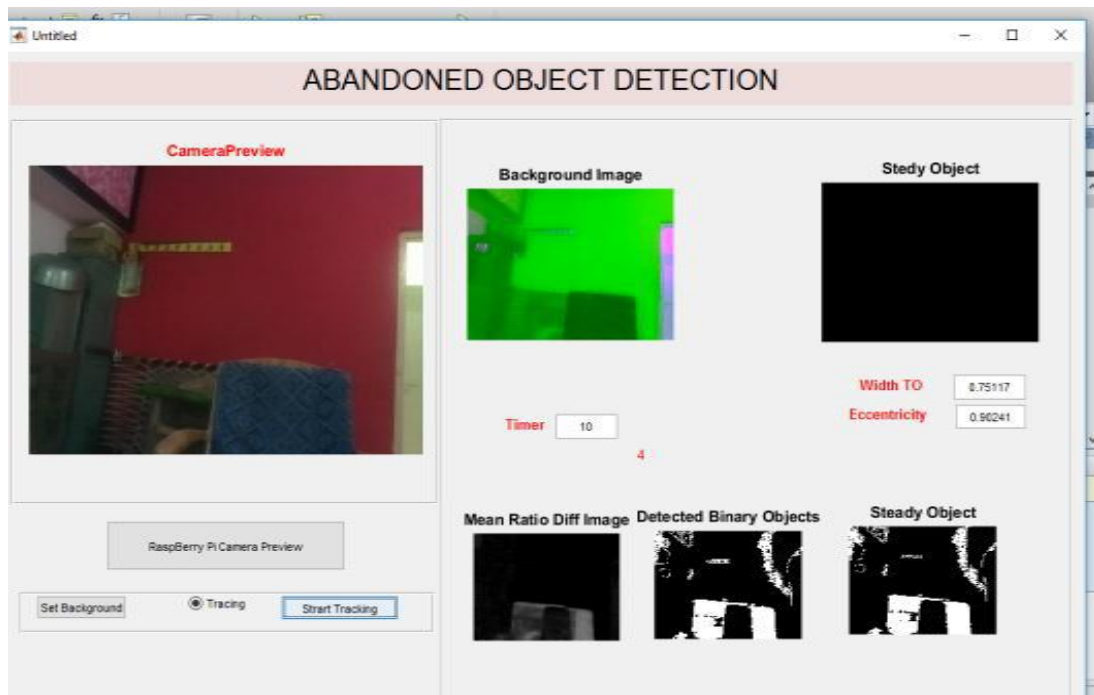 Untitled
ABANDONED OBJECT DETECTION
CameraPreview
Background Image
Stedy Object
Width TO
0.75117
Eccentricity
0.90241
Timer
10
4
Mean Ratio Diff Image
Detected Binary Objects
Steady Object
RaspBerry Pi Camera Preview
Set Background
Tracing
Strart Tracking